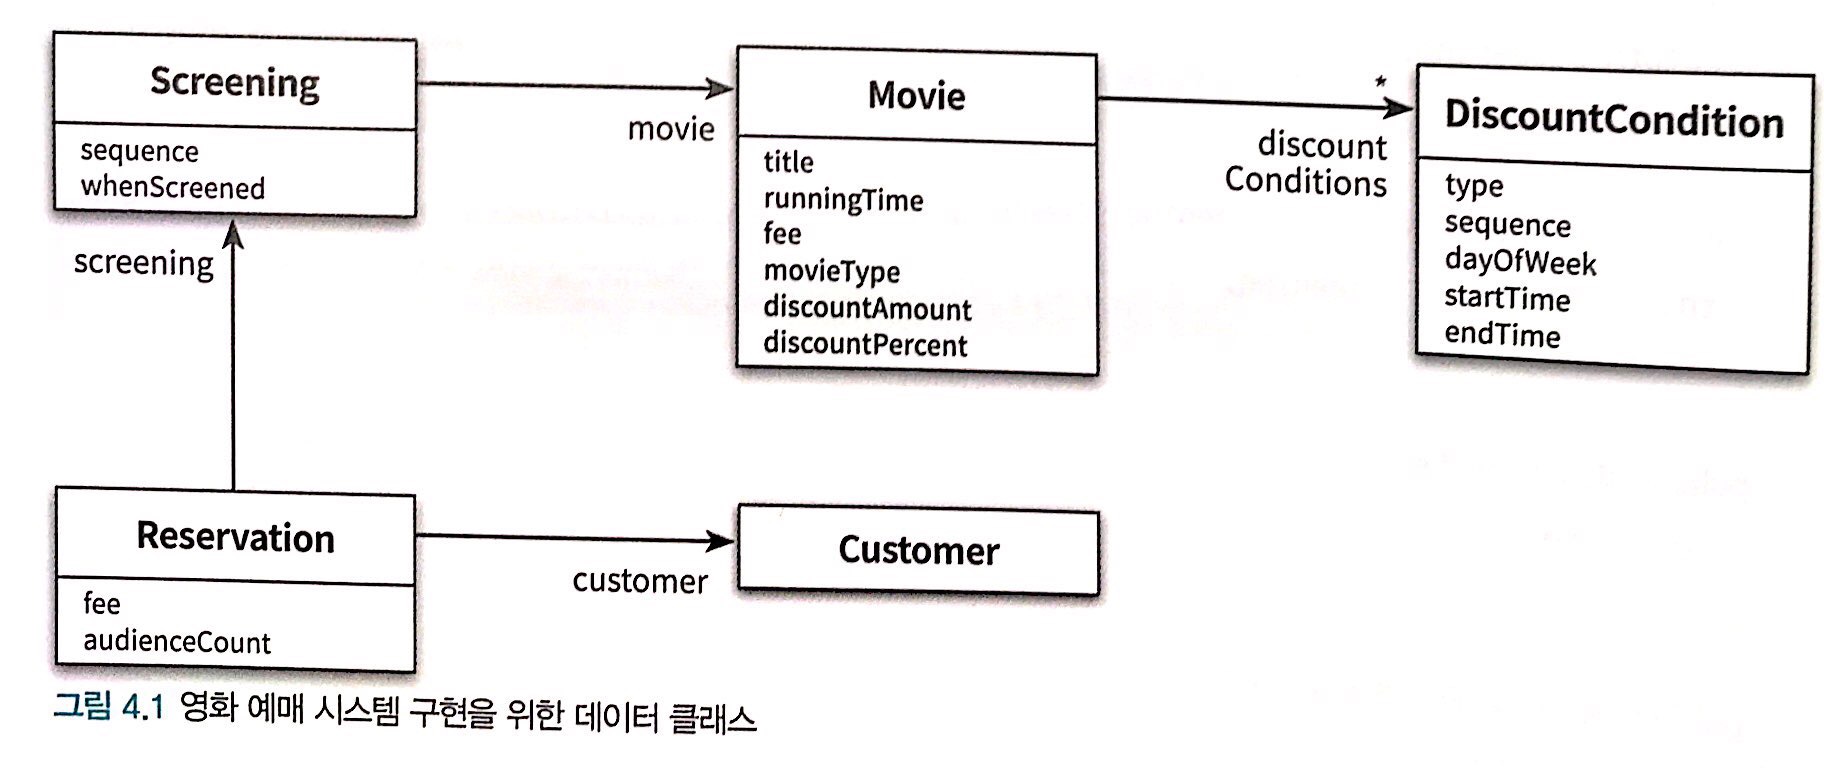 Screening
sequence
whenScreened
movie
Movie
title
runningTime
fee
movieType
discountAmount
discountPercent
*
discount
Conditions
DiscountCondition
type
sequence
dayOfWeek
startTime
endTime
screening
Reservation
fee
audienceCount
customer
Customer
그림 4.1 영화 예매 시스템 구현을 위한 데이터 클래스